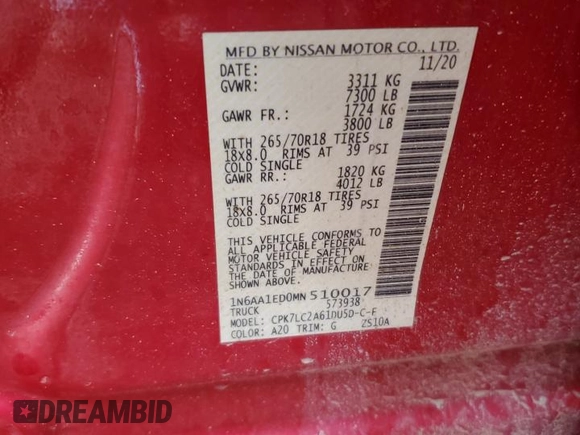 MFD BY NISSAN MOTOR CO., LTD.
DATE: 11/20
GVWR: 3311 KG
7300 LB
GAWR FR.: 1724 KG
3800 LB
WITH 265/70R18 TIRES
18x8.0 RIMS AT 39 PSI
COLD SINGLE
GAWR RR.: 1820 KG
4012 LB
WITH 265/70R18 TIRES
18x8.0 RIMS AT 39 PSI
COLD SINGLE
THIS VEHICLE CONFORMS TO
ALL APPLICABLE FEDERAL
MOTOR VEHICLE SAFETY
STANDARDS IN EFFECT ON
THE DATE OF MANUFACTURE
SHOWN ABOVE.
1N6AA1ED0MN510017
TRUCK 573938
MODEL: CPK7LC2A61DU5D-C-F
COLOR: A20 TRIM: G ZS10A
DREAMBID